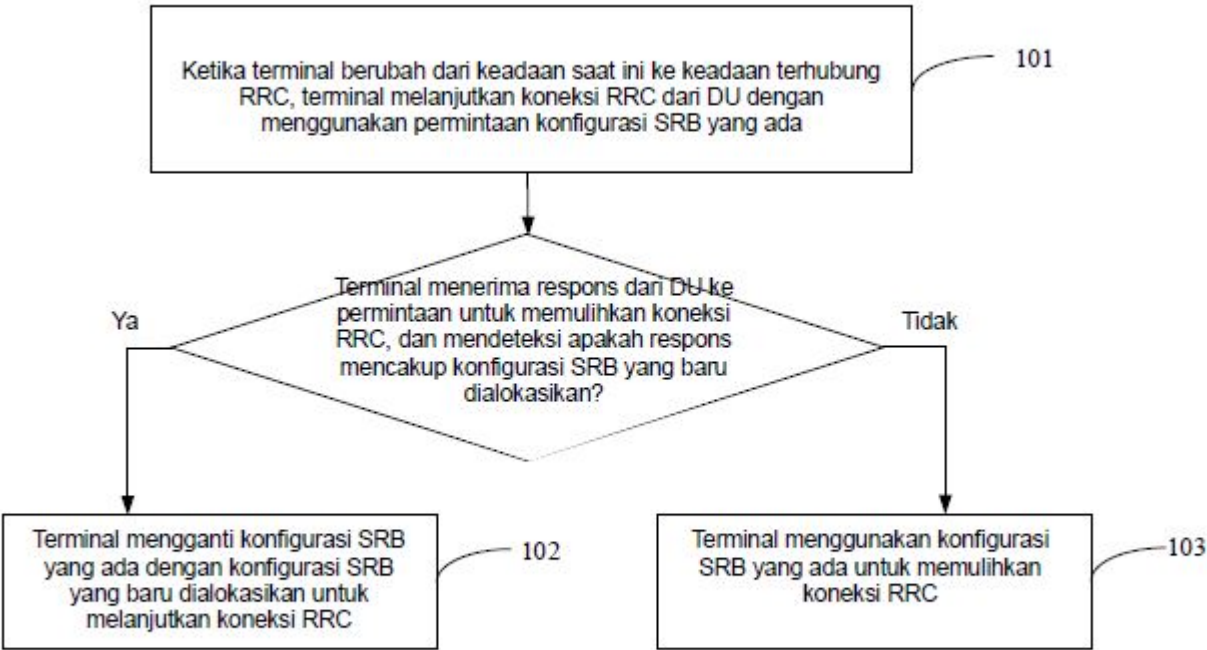 Ketika terminal berubah dari keadaan saat ini ke keadaan terhubung
RRC, terminal melanjutkan koneksi RRC dari DU dengan
menggunakan permintaan konfigurasi SRB yang ada
101
Terminal menerima respons dari DU ke
permintaan untuk memulihkan koneksi
RRC, dan mendeteksi apakah respons
mencakup konfigurasi SRB yang baru
dialokasikan?
Ya
Tidak
Terminal mengganti konfigurasi SRB
yang ada dengan konfigurasi SRB
yang baru dialokasikan untuk
melanjutkan koneksi RRC
102
Terminal menggunakan konfigurasi
SRB yang ada untuk memulihkan
koneksi RRC
103